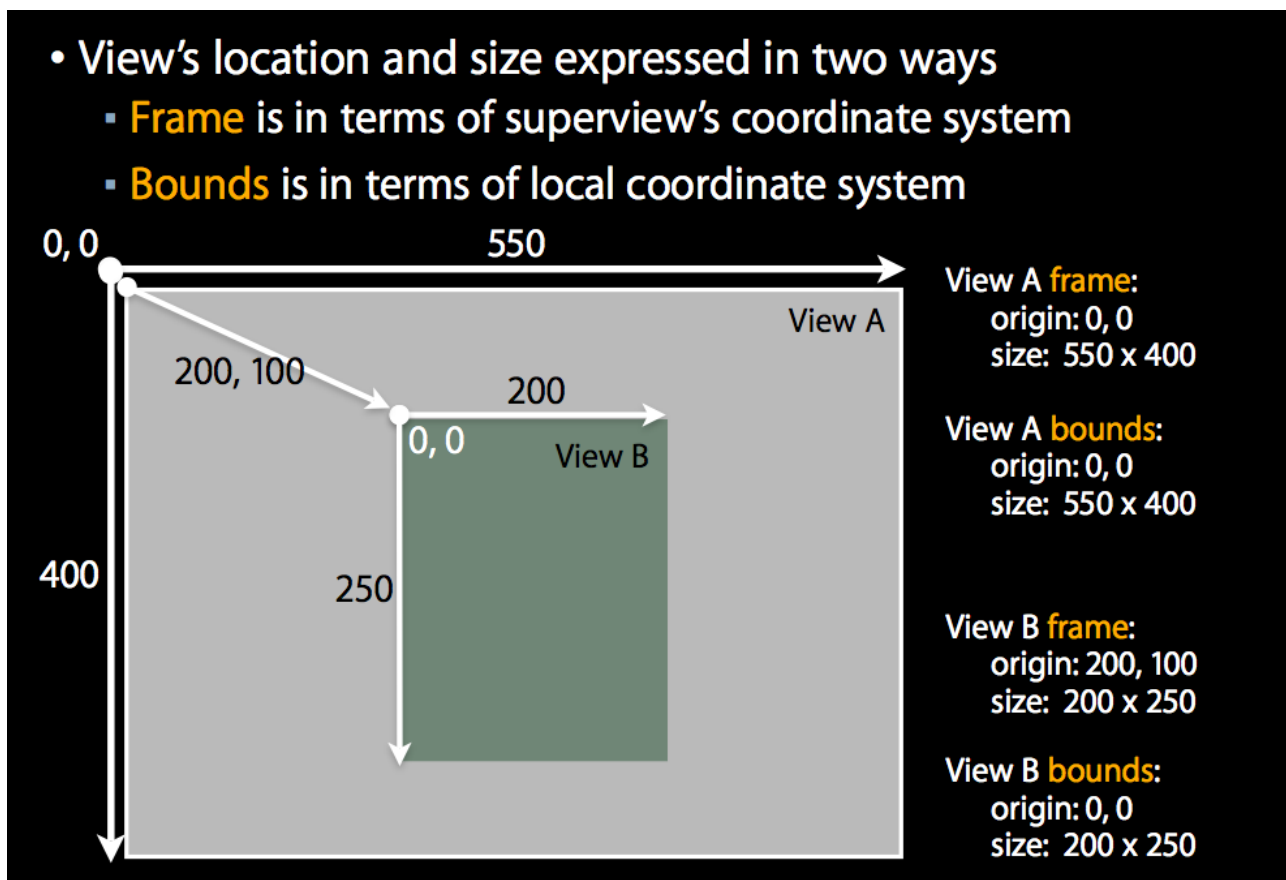 • View's location and size expressed in two ways
▪ Frame is in terms of superview's coordinate system
▪ Bounds is in terms of local coordinate system
0, 0
550
View A
200, 100
200
0, 0
View B
400
250
View A frame:
origin: 0, 0
size: 550 x 400
View A bounds:
origin: 0, 0
size: 550 x 400
View B frame:
origin: 200, 100
size: 200 x 250
View B bounds:
origin: 0, 0
size: 200 x 250